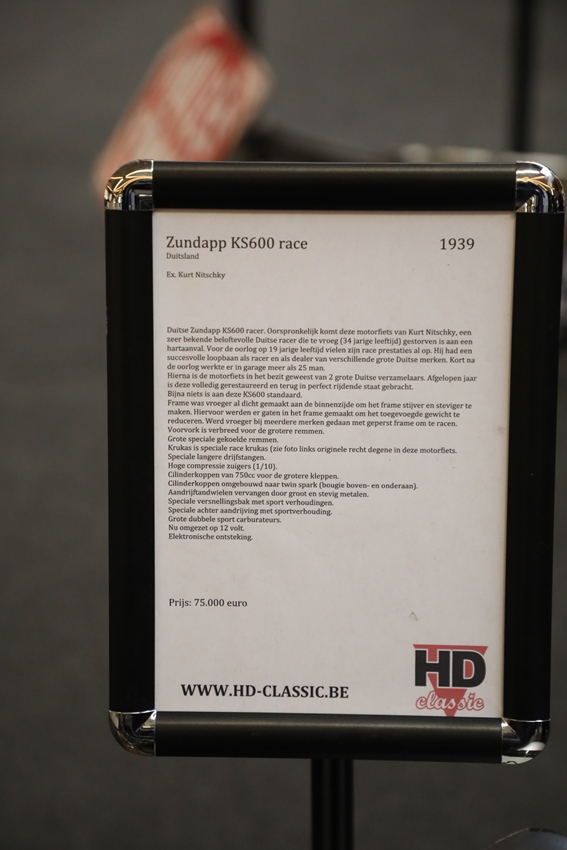 Zundapp KS600 race 1939
Duitsland
Ex. Kurt Nitschky
Duitse Zundapp KS600 racer. Oorspronkelijk komt deze motorfiets van Kurt Nitschky, een
zeer bekende beloftevolle Duitse racer die te vroeg (34 jarige leeftijd) gestorven is aan een
hartaanval. Voor de oorlog op 19 jarige leeftijd vielen zijn race prestaties al op. Hij had een
succesvolle loopbaan als racer en als dealer van verschillende grote Duitse merken. Kort na
de oorlog werkte er in garage meer als 25 man.
Hierna is de motorfiets in het bezit geweest van 2 grote Duitse verzamelaars. Afgelopen jaar
is deze volledig gerestaureerd en terug in perfect rijdende staat gebracht.
Bijna niets is aan deze KS600 standaard.
Frame was vroeger al dicht gemaakt aan de binnenzijde om het frame stijver en steviger te
maken. Hiervoor werden er gaten in het frame gemaakt om het toegevoegde gewicht te
reduceren. Werd vroeger bij meerdere merken gedaan met geperst frame om te racen.
Voorvork is verbreed voor de grotere remmen.
Grote speciale gekoelde remmen.
Krukas is speciale race krukas (zie foto links originele recht degene in deze motorfiets.
Speciale langere drijfstangen.
Hoge compressie zuigers (1/10).
Cilinderkoppen van 750cc voor de grotere kleppen.
Cilinderkoppen omgebouwd naar twin spark (bougie boven- en onderaan).
Aandrijftandwielen vervangen door groot en stevig metalen.
Speciale versnellingsbak met sport verhoudingen.
Speciale achter aandrijving met sportverhouding.
Grote dubbele sport carburateurs.
Nu omgezet op 12 volt.
Elektronische ontsteking.
Prijs: 75.000 euro
WWW.HD-CLASSIC.BE
HD
classic